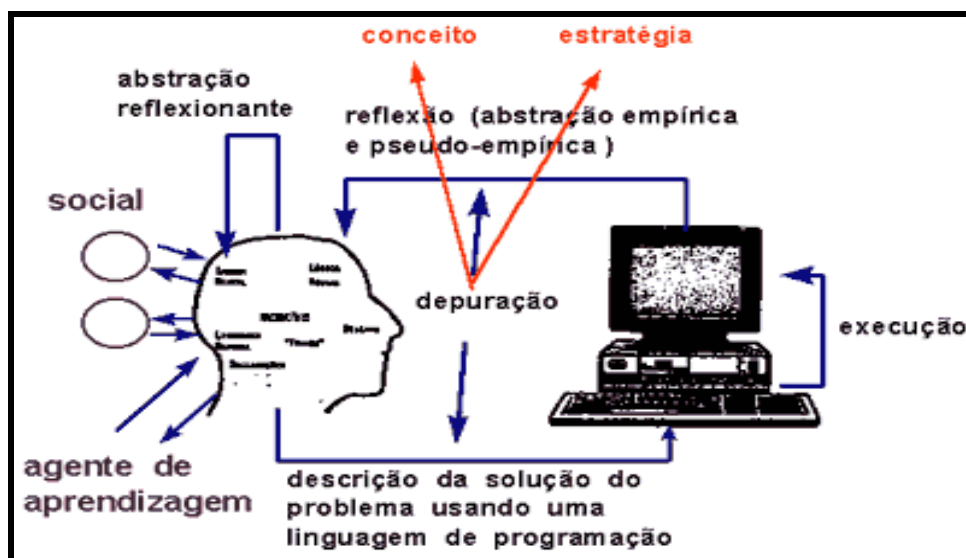 conceito
estratégia
abstração
reflexionante
reflexão (abstração empírica
e pseudo-empírica )
social
depuração
execução
agente de
aprendizagem
descrição da solução do
problema usando uma
linguagem de programação